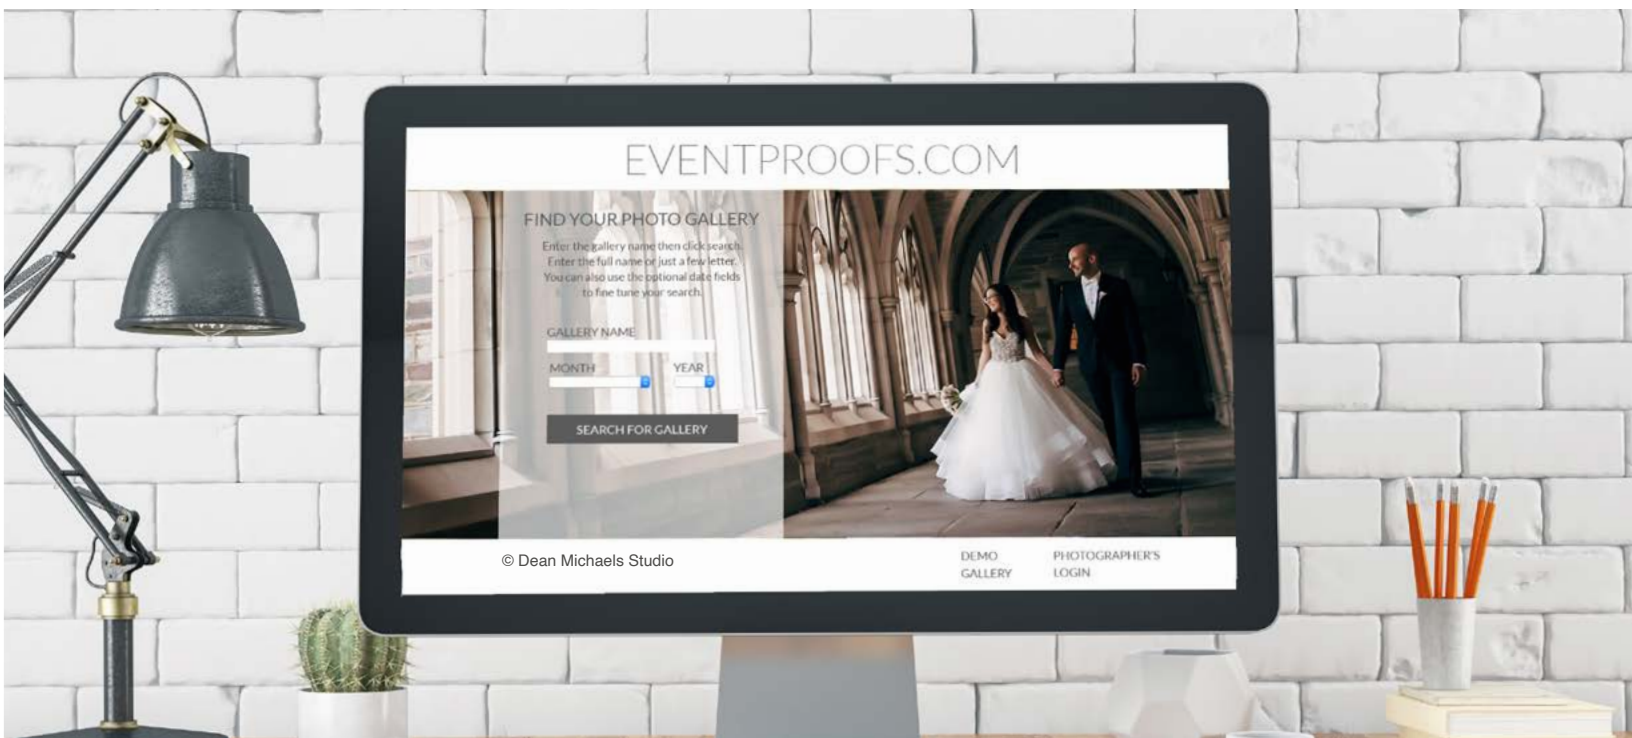 EVENTPROOFS.COM
FIND YOUR PHOTO GALLERY
Enter the gallery name then click search.
Enter the full name or just a few letter.
You can also use the optional date fields
to fine tune your search.
GALLERY NAME
MONTH YEAR
SEARCH FOR GALLERY
© Dean Michaels Studio
DEMO
GALLERY
PHOTOGRAPHER'S
LOGIN